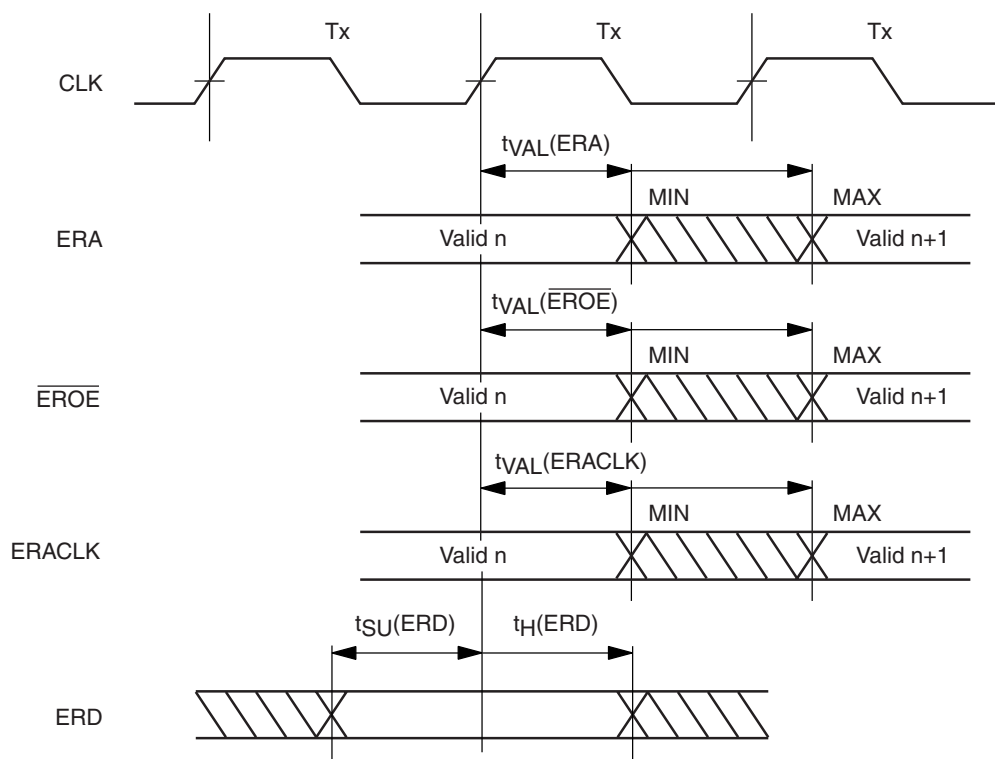 Tx Tx Tx
CLK
tVAL(ERA)
MIN MAX
ERA Valid n Valid n+1
tVAL(EROE)
MIN MAX
EROE Valid n Valid n+1
tVAL(ERACLK)
MIN MAX
ERACLK Valid n Valid n+1
tSU(ERD) tH(ERD)
ERD